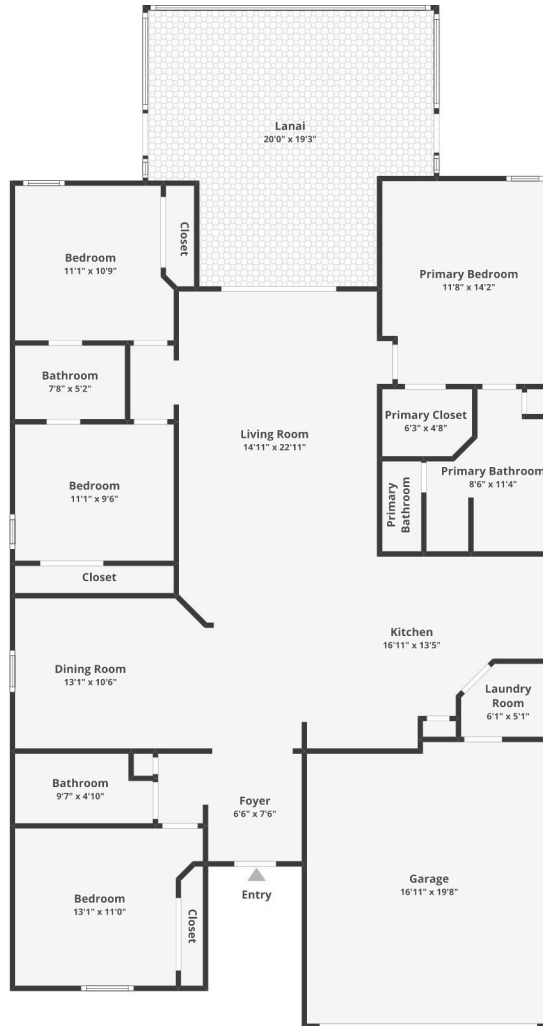 Lanai
20'0" x 19'3"
Closet
Bedroom
11'1" x 10'9"
Primary Bedroom
11'8" x 14'2"
Bathroom
7'8" x 5'2"
Primary Closet
6'3" x 4'8"
Living Room
14'11" x 22'11"
Primary Bathroom
8'6" x 11'4"
Bedroom
11'1" x 9'6"
Primary
Bathroom
Closet
Kitchen
16'11" x 13'5"
Dining Room
13'1" x 10'6"
Laundry
Room
6'1" x 5'1"
Bathroom
9'7" x 4'10"
Foyer
6'6" x 7'6"
Garage
16'11" x 19'8"
Entry
Bedroom
13'1" x 11'0"
Closet